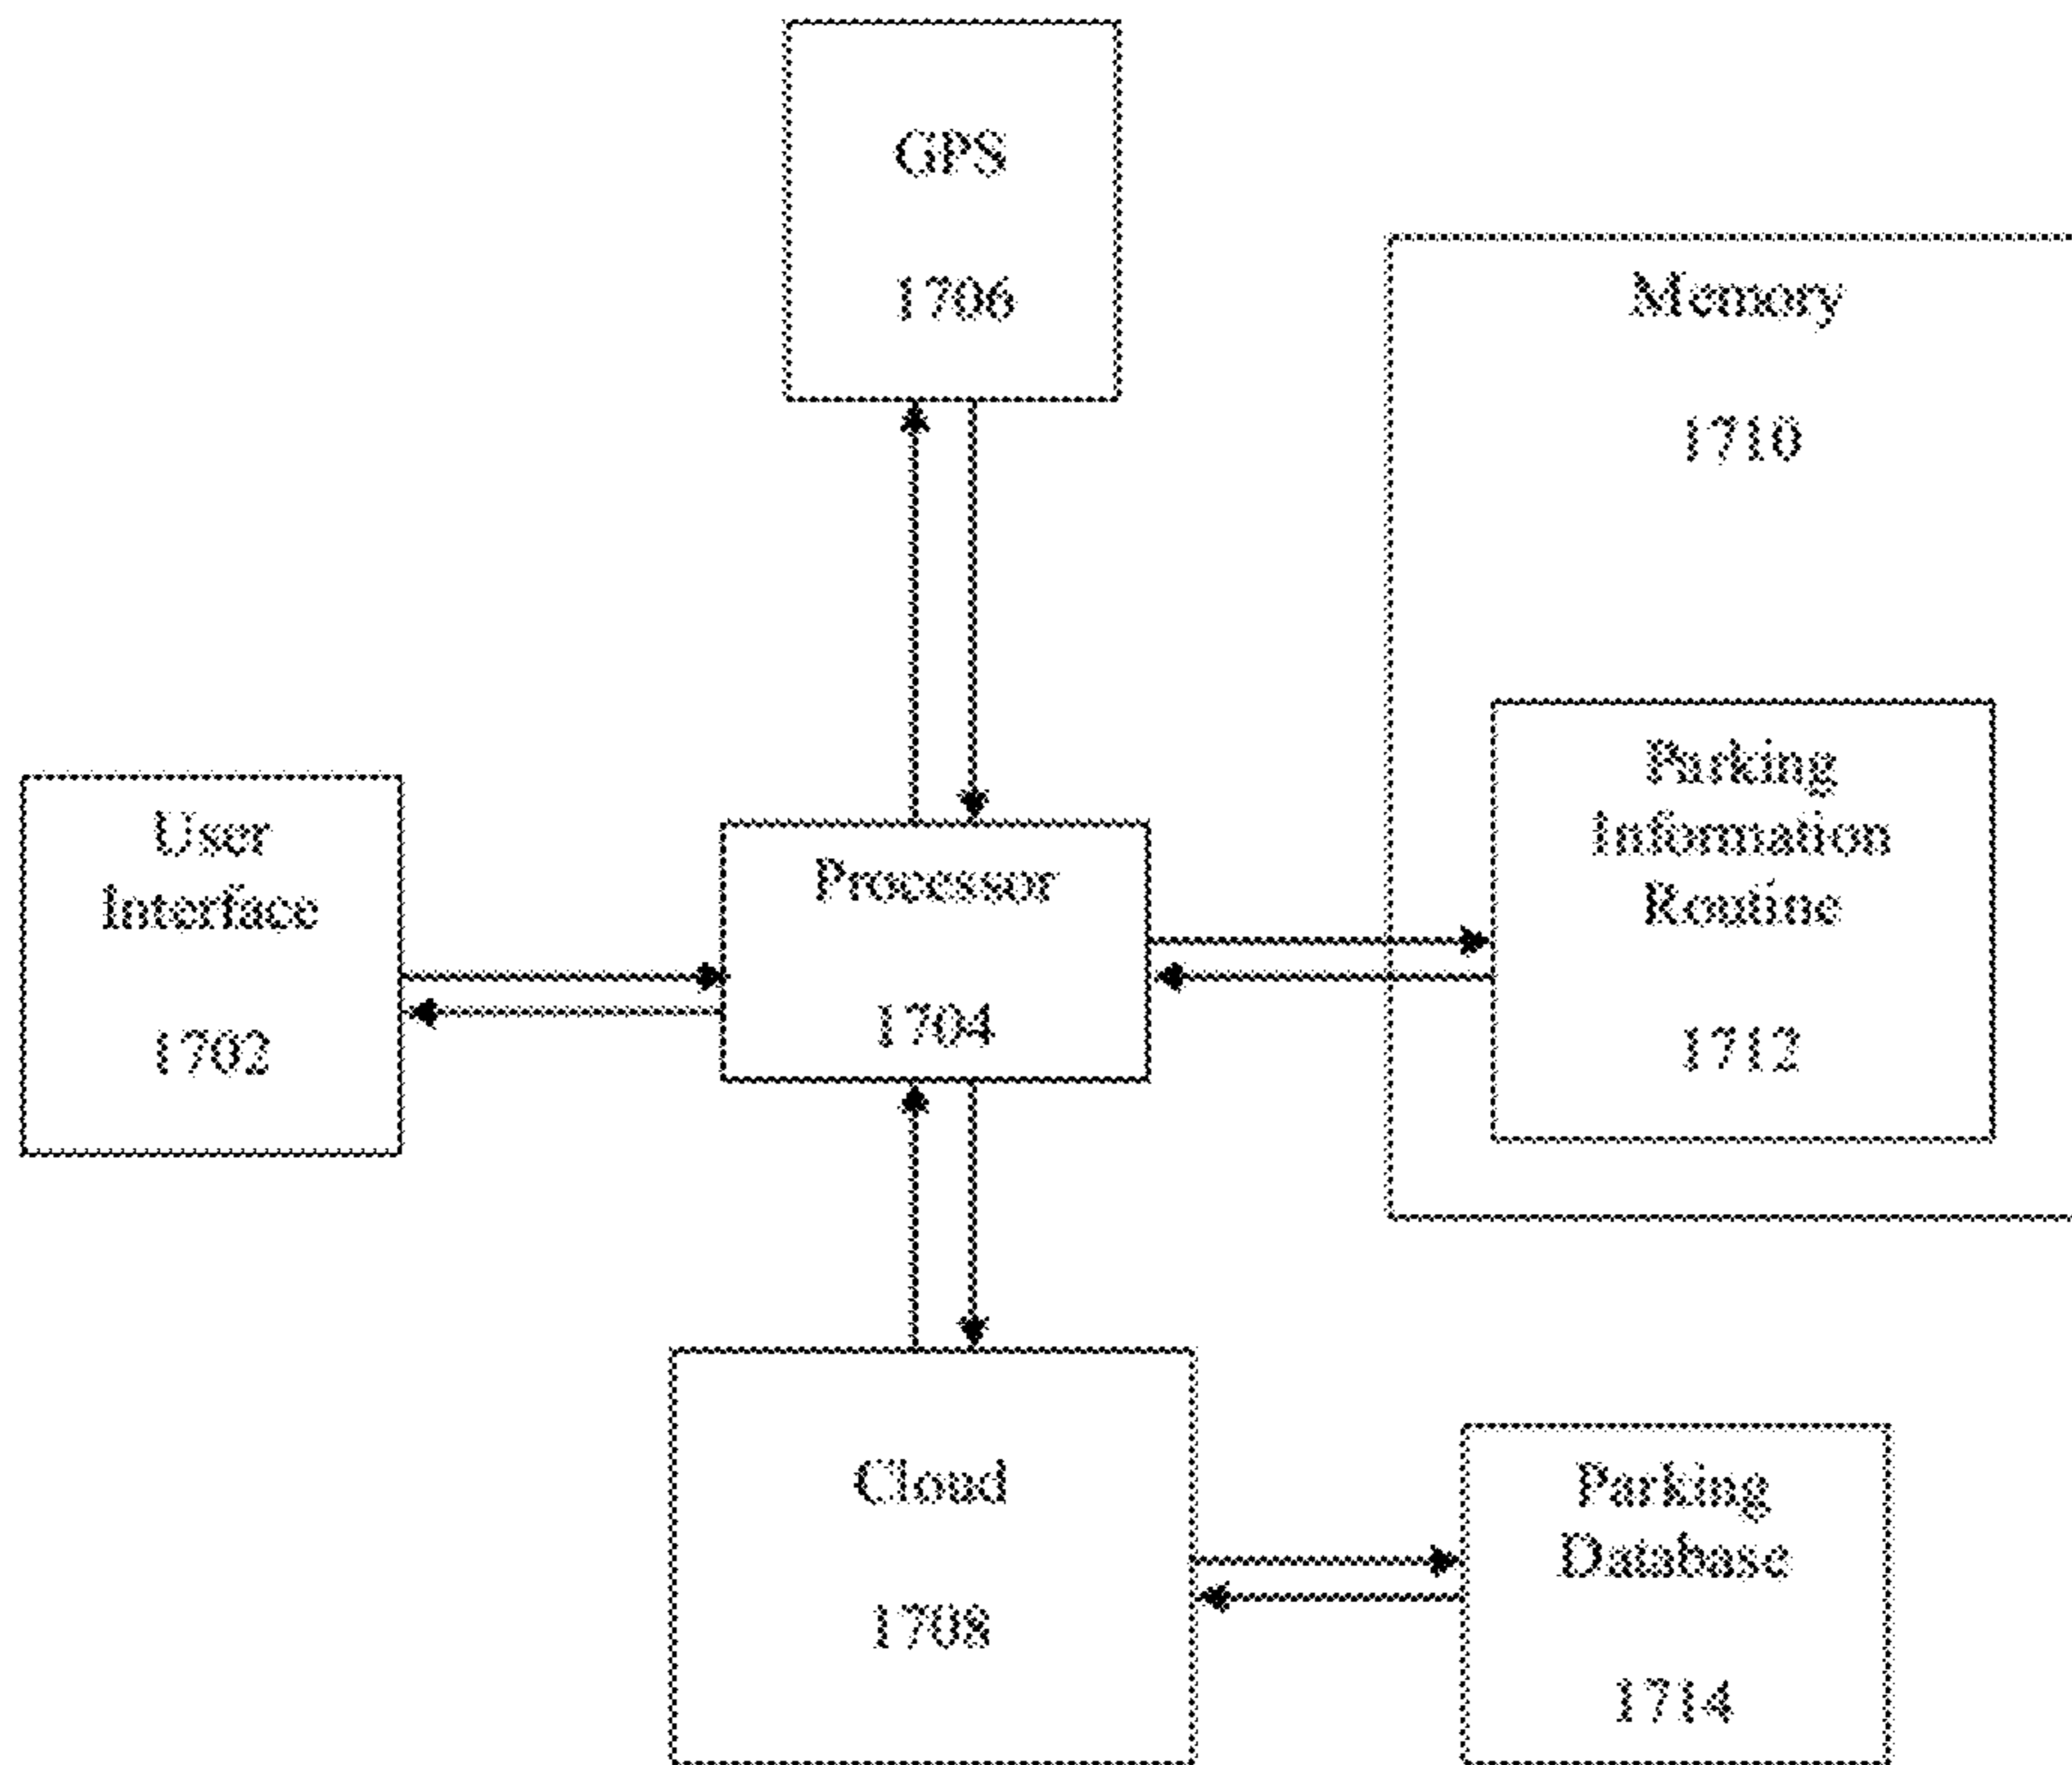 GPS
1706
Memory
1710
Parking
Information
Routine
1712
User
Interface
1702
Processor
1704
Cloud
1708
Parking
Database
1714